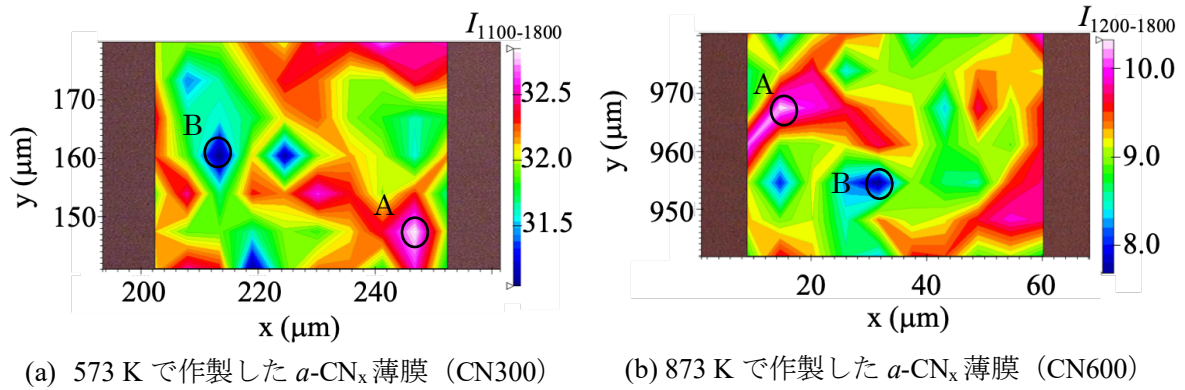 I1100-1800
B
A
32.5
32.0
31.5
170
160
150
y (μm)
200
220
240
x (μm)
I1200-1800
A
B
10.0
9.0
8.0
970
960
950
y (μm)
20
40
60
x (μm)
(a) 573 K で作製した a-CNx 薄膜（CN300）
(b) 873 K で作製した a-CNx 薄膜（CN600）